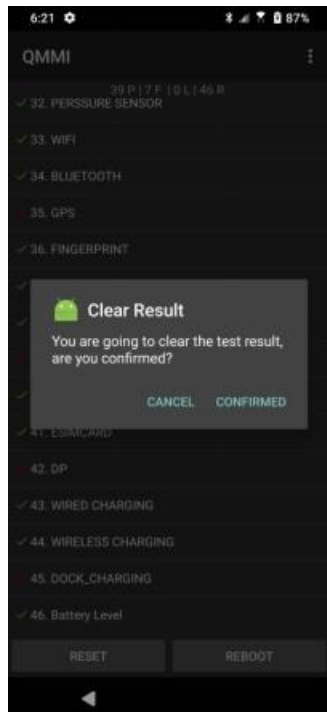 6:21
87%
QMMI
39 P | 7 F | 0 L | 46 R
32. PERSSURE SENSOR
33. WIFI
34. BLUETOOTH
35. GPS
36. FINGERPRINT
Clear Result
You are going to clear the test result,
are you confirmed?
CANCEL CONFIRMED
41. ESIMCARD
42. DP
43. WIRED CHARGING
44. WIRELESS CHARGING
45. DOCK_CHARGING
46. Battery Level
RESET REBOOT